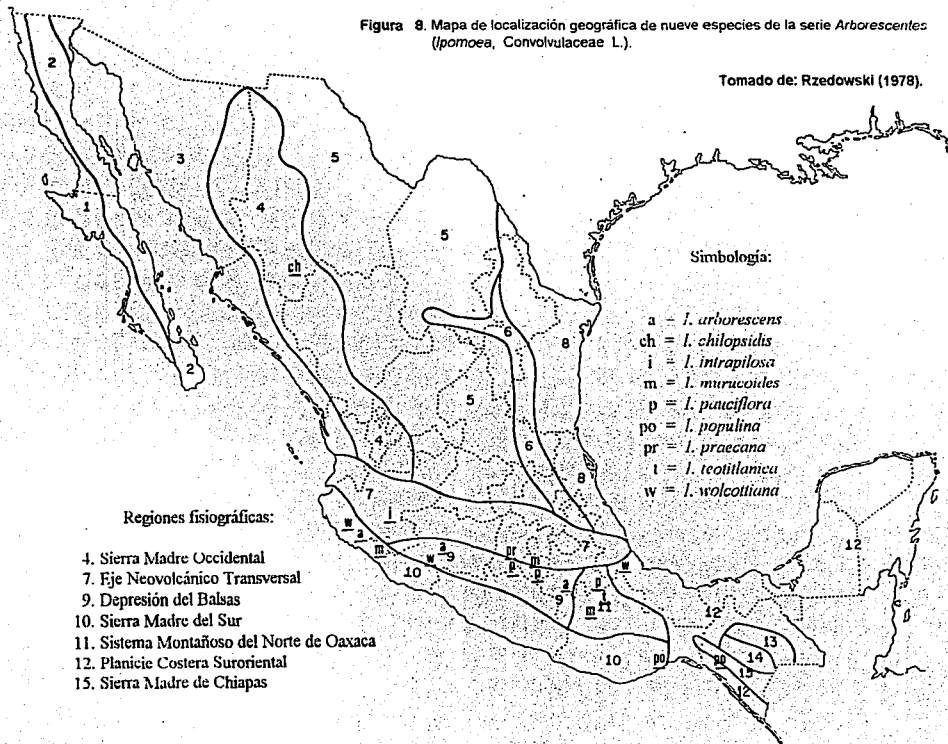 Figura 8. Mapa de localización geográfica de nueve especies de la serie Arborescentes
(Ipomoea, Convolvulaceae L.).
Tomado de: Rzedowski (1978).
2
3
5
4
5
1
ch
6
8
2
5
4
6
8
7
i
7
w
a
m
a
9
w
10
pr
p
m
p
a
9
p
t
11
m
w
12
12
13
14
15
po
12
10
po
Simbología:
a = I. arborescens
ch = I. chilopsidis
i = I. intrapilosa
m = I. murucoides
p = I. pauciflora
po = I. populina
pr = I. praecana
t = I. teotitlanica
w = I. wolcottiana
Regiones fisiográficas:
4. Sierra Madre Occidental
7. Eje Neovolcánico Transversal
9. Depresión del Balsas
10. Sierra Madre del Sur
11. Sistema Montañoso del Norte de Oaxaca
12. Planicie Costera Suroriental
15. Sierra Madre de Chiapas